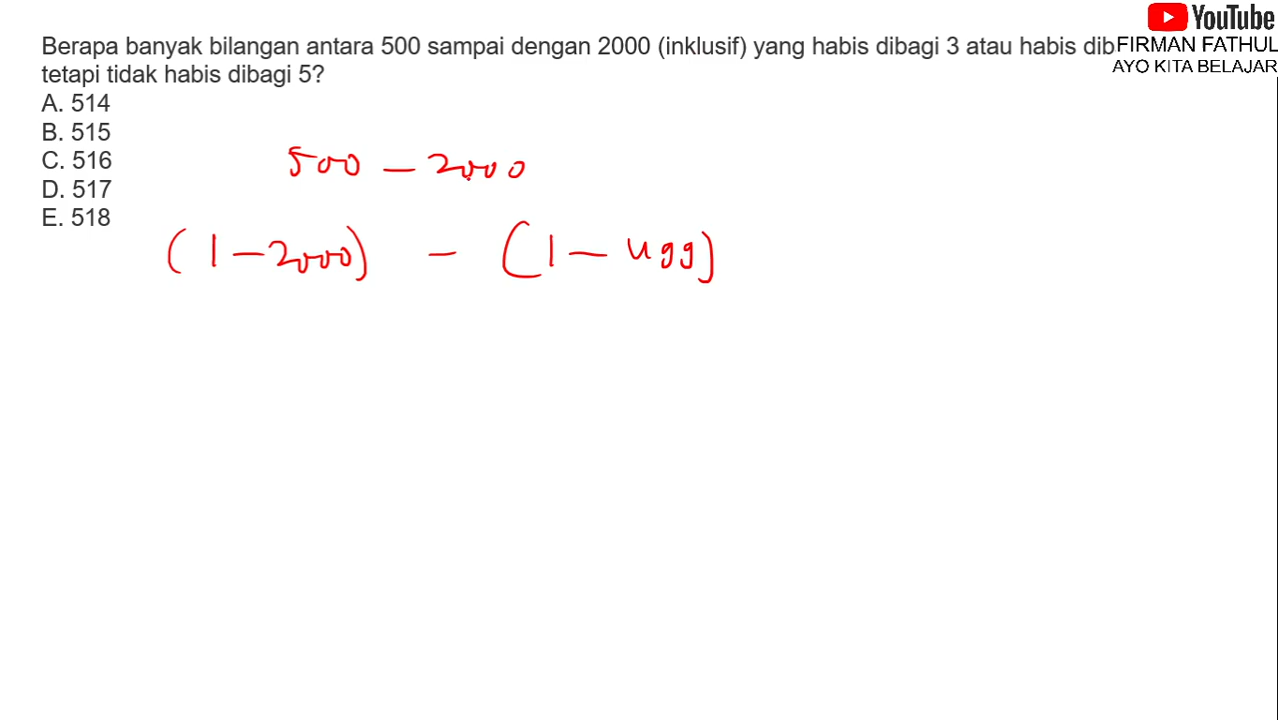 YouTube
Berapa banyak bilangan antara 500 sampai dengan 2000 (inklusif) yang habis dibagi 3 atau habis dib
FIRMAN FATHUL
tetapi tidak habis dibagi 5?
AYO KITA BELAJAR
A. 514
B. 515
C. 516
D. 517
E. 518
500 – 2000
(1 – 2000) – (1 – 499)